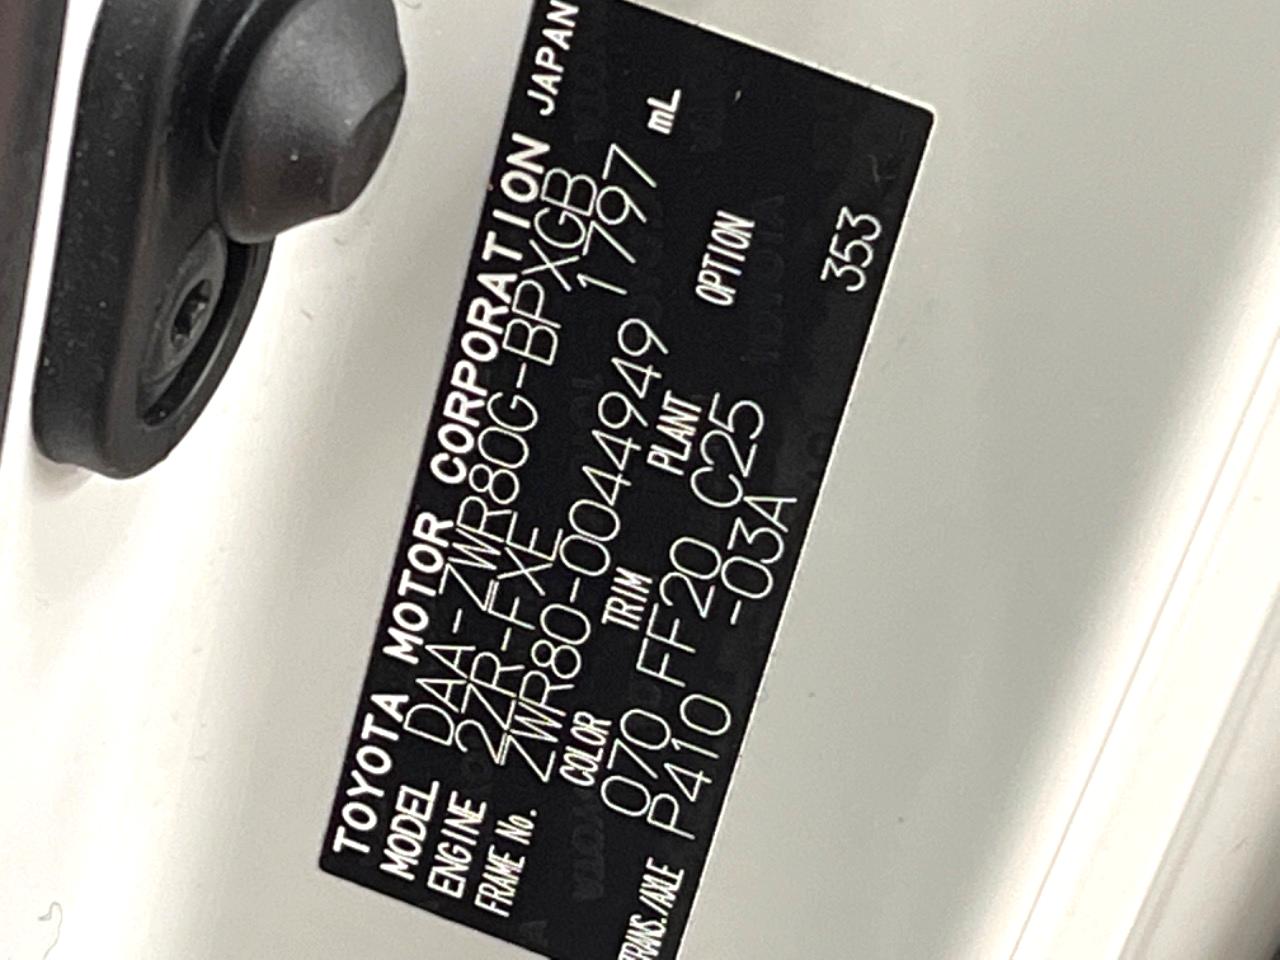 TOYOTA MOTOR CORPORATION JAPAN
MODEL DAA-ZWR80G-BPXGB
ENGINE 2ZR-FXE 1797 mL
FRAME No. ZWR80-0044949
COLOR TRIM PLANT OPTION
070 FF20 C25
TRANS./AXLE P410 -03A 353